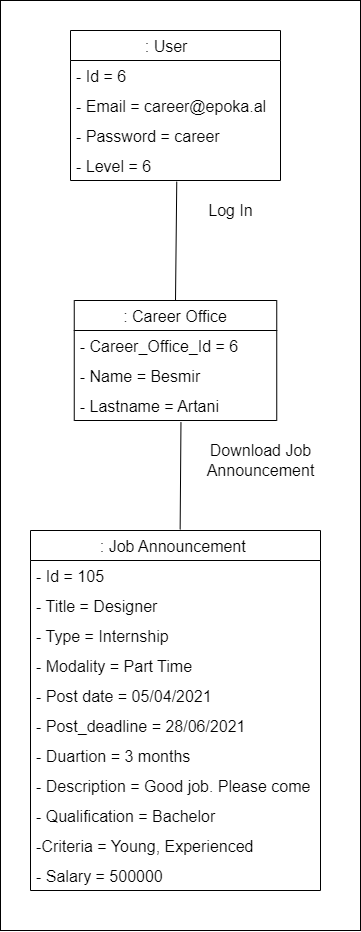 : User
- Id = 6
- Email = career@epoka.al
- Password = career
- Level = 6
Log In
: Career Office
- Career_Office_Id = 6
- Name = Besmir
- Lastname = Artani
Download Job
Announcement
: Job Announcement
- Id = 105
- Title = Designer
- Type = Internship
- Modality = Part Time
- Post date = 05/04/2021
- Post_deadline = 28/06/2021
- Duartion = 3 months
- Description = Good job. Please come
- Qualification = Bachelor
-Criteria = Young, Experienced
- Salary = 500000